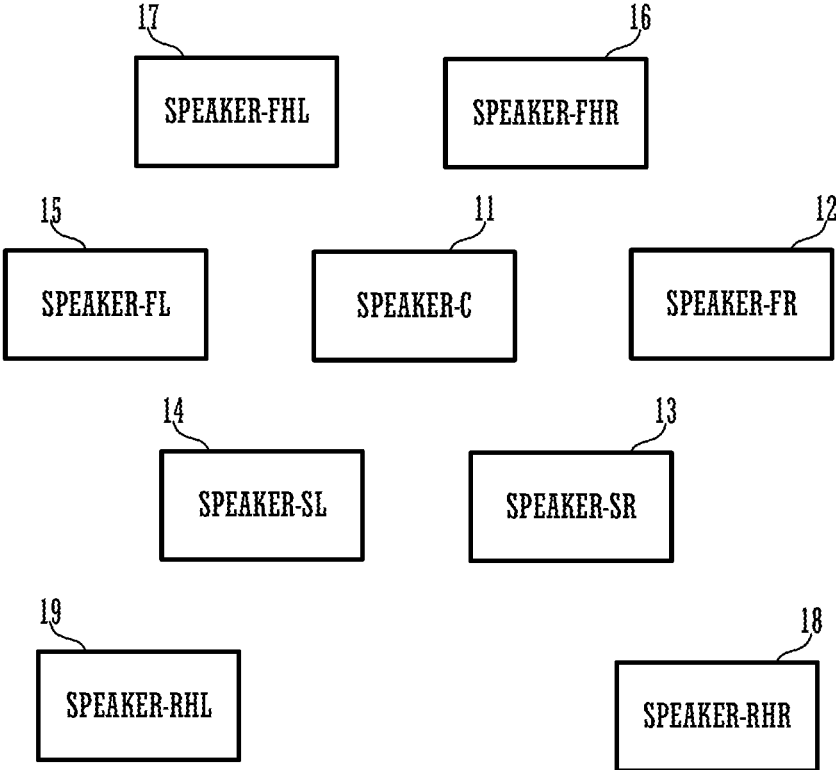 17
16
SPEAKER-FHL
SPEAKER-FHR
15
11
12
SPEAKER-FL
SPEAKER-C
SPEAKER-FR
14
13
SPEAKER-SL
SPEAKER-SR
19
18
SPEAKER-RHL
SPEAKER-RHR